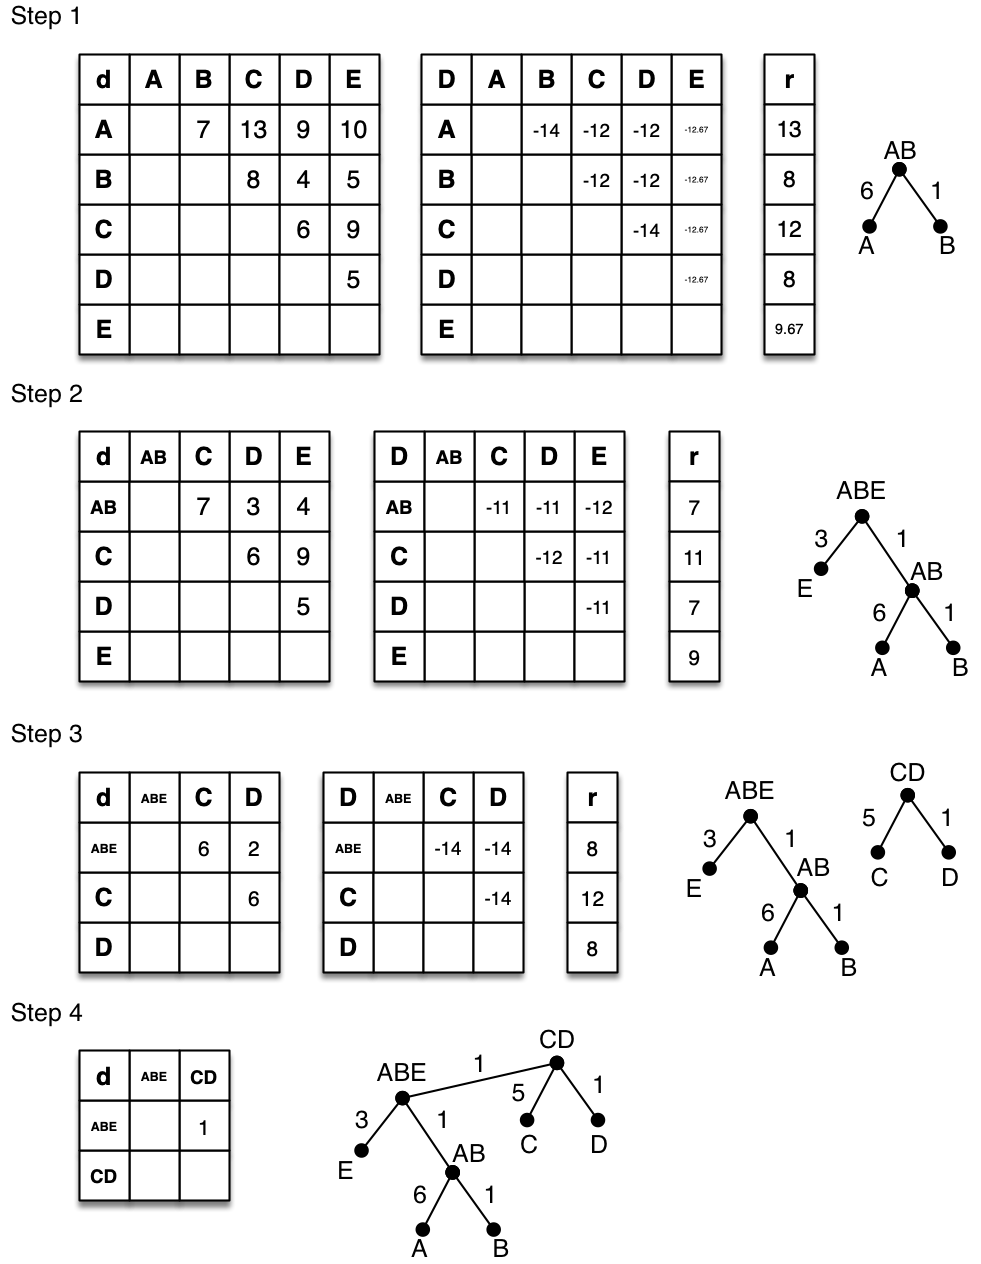 Step 1
d A B C D E
A 7 13 9 10
B 8 4 5
C 6 9
D 5
E
D A B C D E
A -14 -12 -12 -12.67
B -12 -12 -12.67
C -14 -12.67
D -12.67
E
r
13
8
12
8
9.67
AB
6 1
A B
Step 2
d AB C D E
AB 7 3 4
C 6 9
D 5
E
D AB C D E
AB -11 -11 -12
C -12 -11
D -11
E
r
7
11
7
9
ABE
3 1
E AB
6 1
A B
Step 3
d ABE C D
ABE 6 2
C 6
D
D ABE C D
ABE -14 -14
C -14
D
r
8
12
8
ABE
3 1
E AB
6 1
A B
CD
5 1
C D
Step 4
d ABE CD
ABE 1
CD
CD
1
ABE 5 1
3 1 C D
E AB
6 1
A B